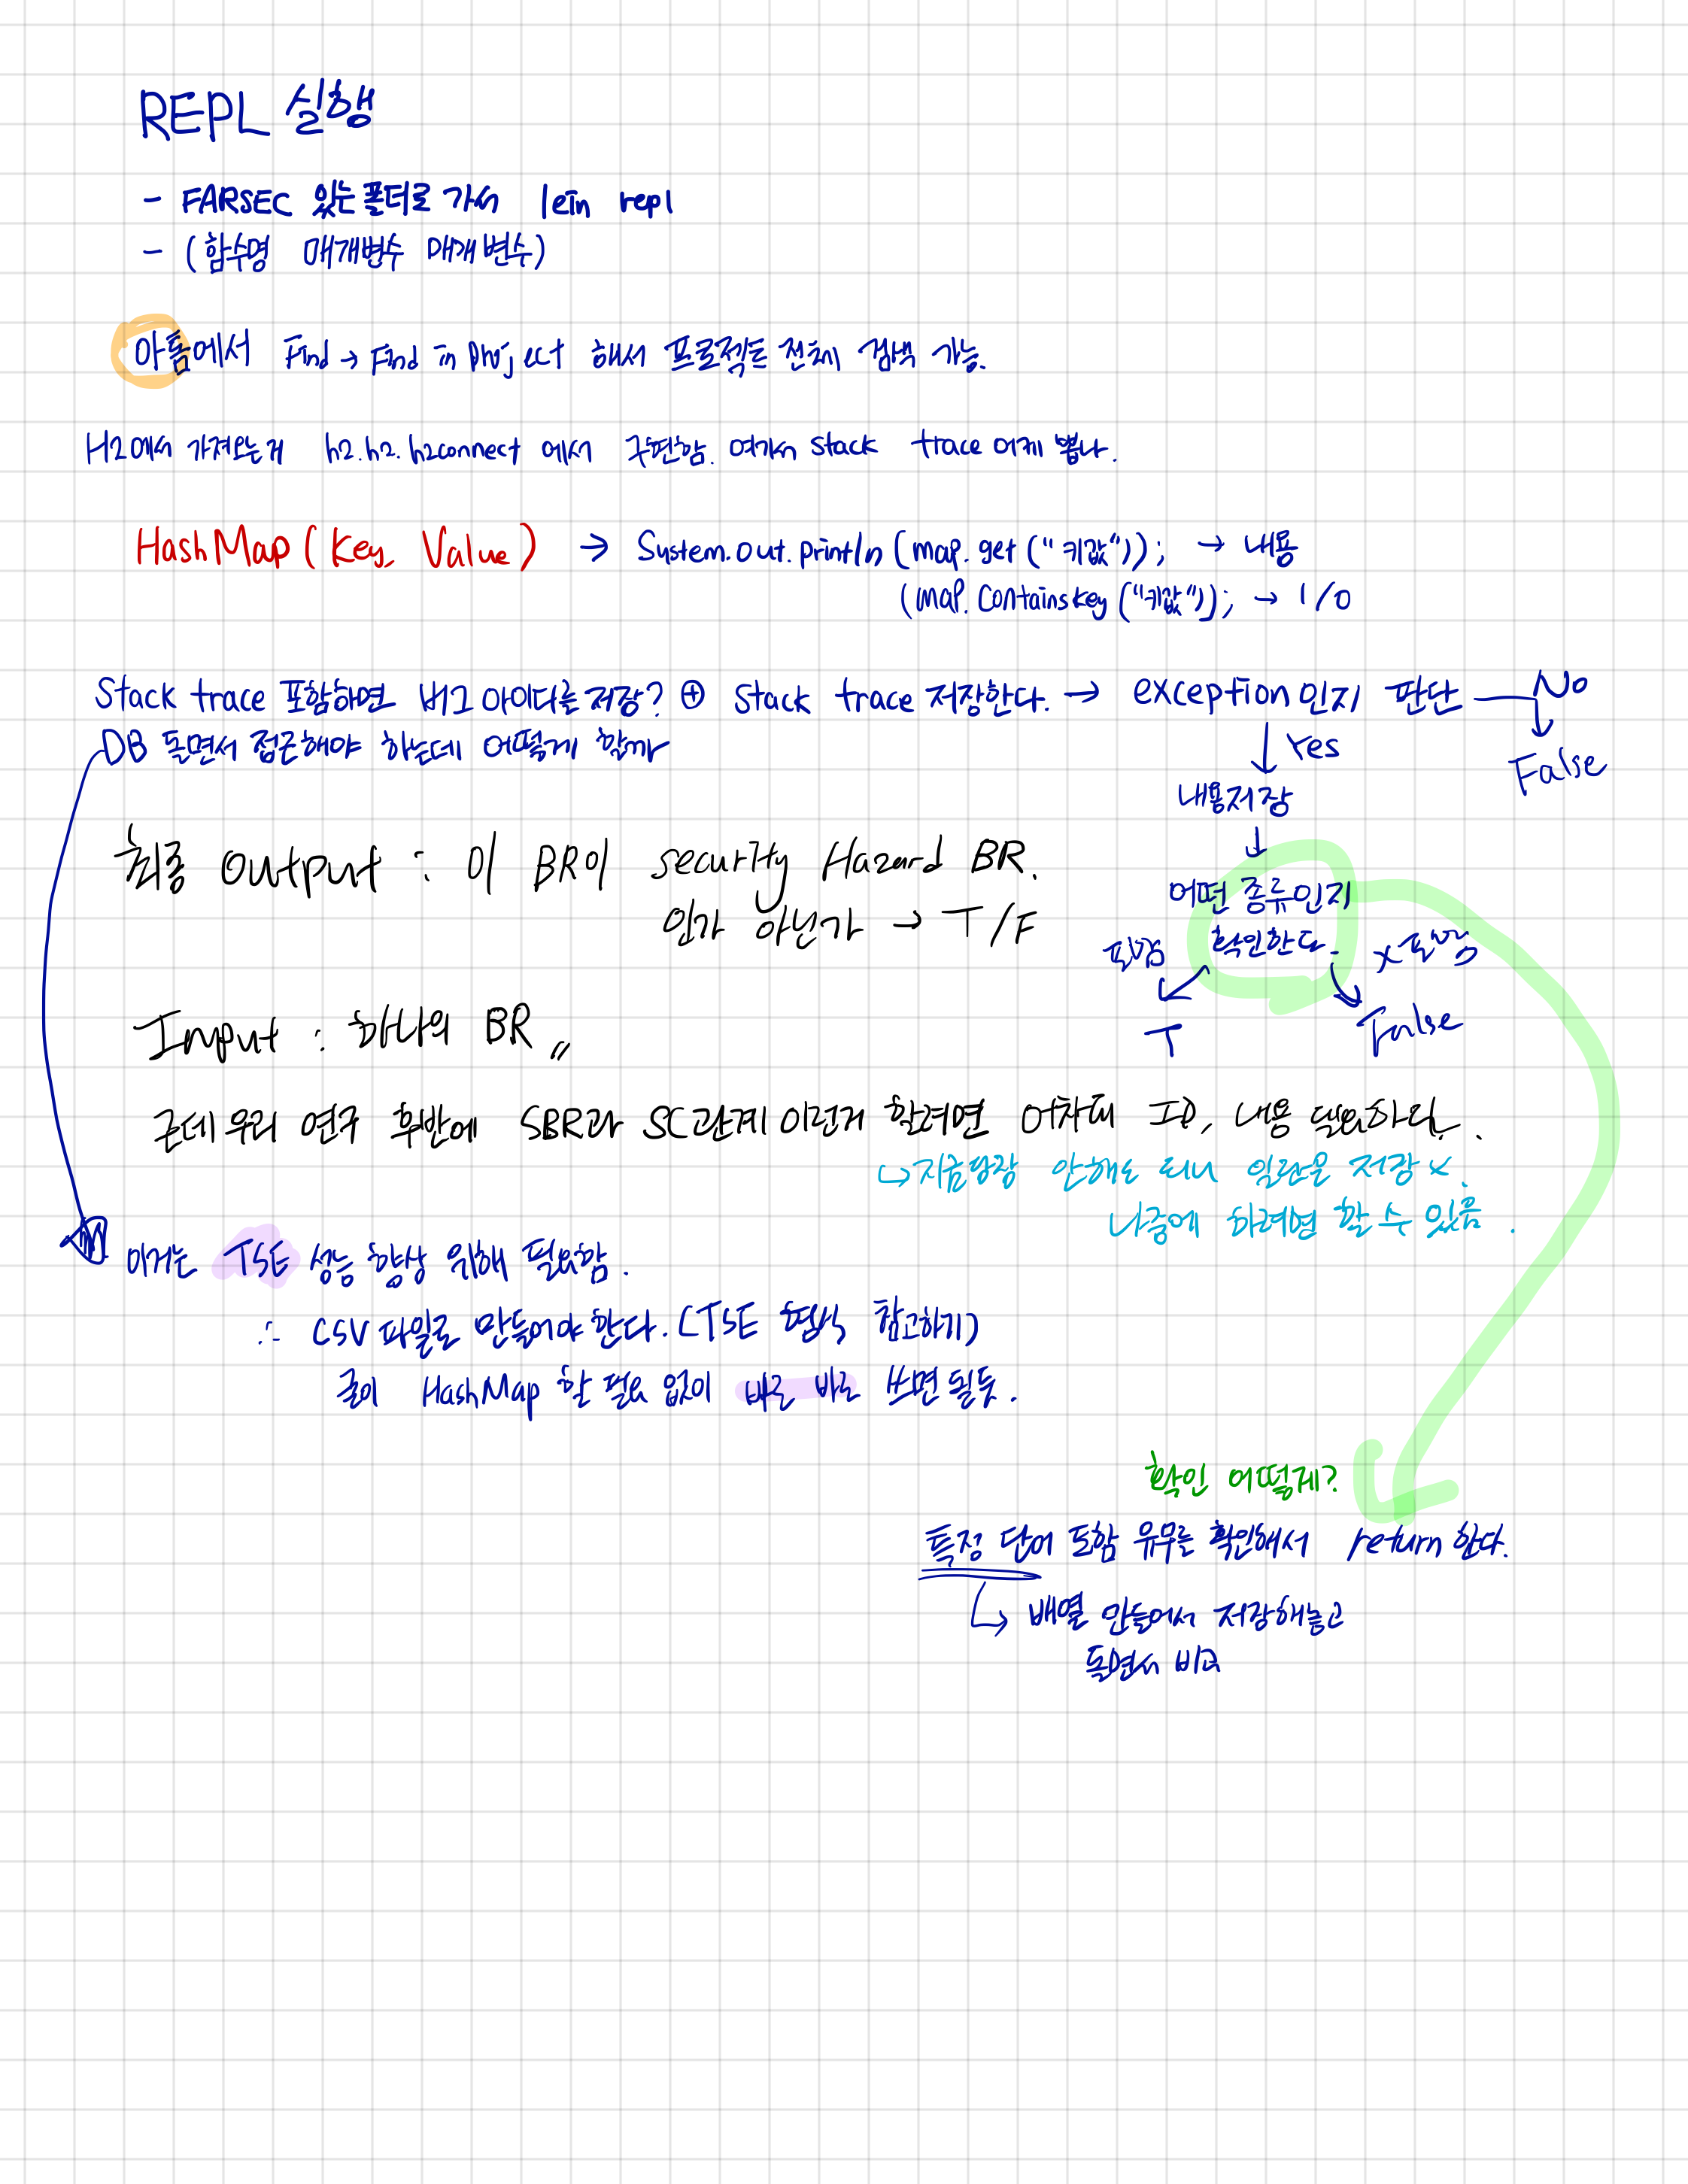 REPL 실행
- FARSEC 있는 폴더로 가서 lein repl
- (함수명 매개변수 매개변수)
아톰에서 Find → Find in project 해서 프로젝트 전체 검색 가능.
H2에서 가져오는게 h2.h2.h2connect 에서 구현함. 여기서 stack trace 어케 뽑나.
HashMap(Key, Value) → System.out.println(map.get("키값")); → 내용
(map.containskey("키값")); → 1/0
Stack trace 포함하면 버그 아이디를 저장? ⊕ Stack trace 저장한다. → exception 인지 판단 No
DB 돌면서 접근해야 하는데 어떻게 할까
Yes
False
내용저장
↓
어떤 종류인지
확인한다.
포함
x포함
T
False
최종 output : 이 BR이 security Hazard BR.
인가 아닌가 → T/F
Input : 하나의 BR〃
근데 우리 연구 후반에 SBR과 SC관계 이런거 할려면 어차피 ID, 내용 필요하다.
↳ 지금당장 안해도 되니 일단은 저장 x.
나중에 하려면 할 수 있음.
이거는 TSE 성능 향상 위해 필요함.
∴ CSV 파일로 만들어야 한다. (TSE 형식 참고하기)
굳이 HashMap 할 필요 없이 바로 바로 쓰면 될듯.
확인 어떻게?
특정 단어 포함 유무를 확인해서 return 한다.
↳ 배열 만들어서 저장해놓고
돌면서 비교